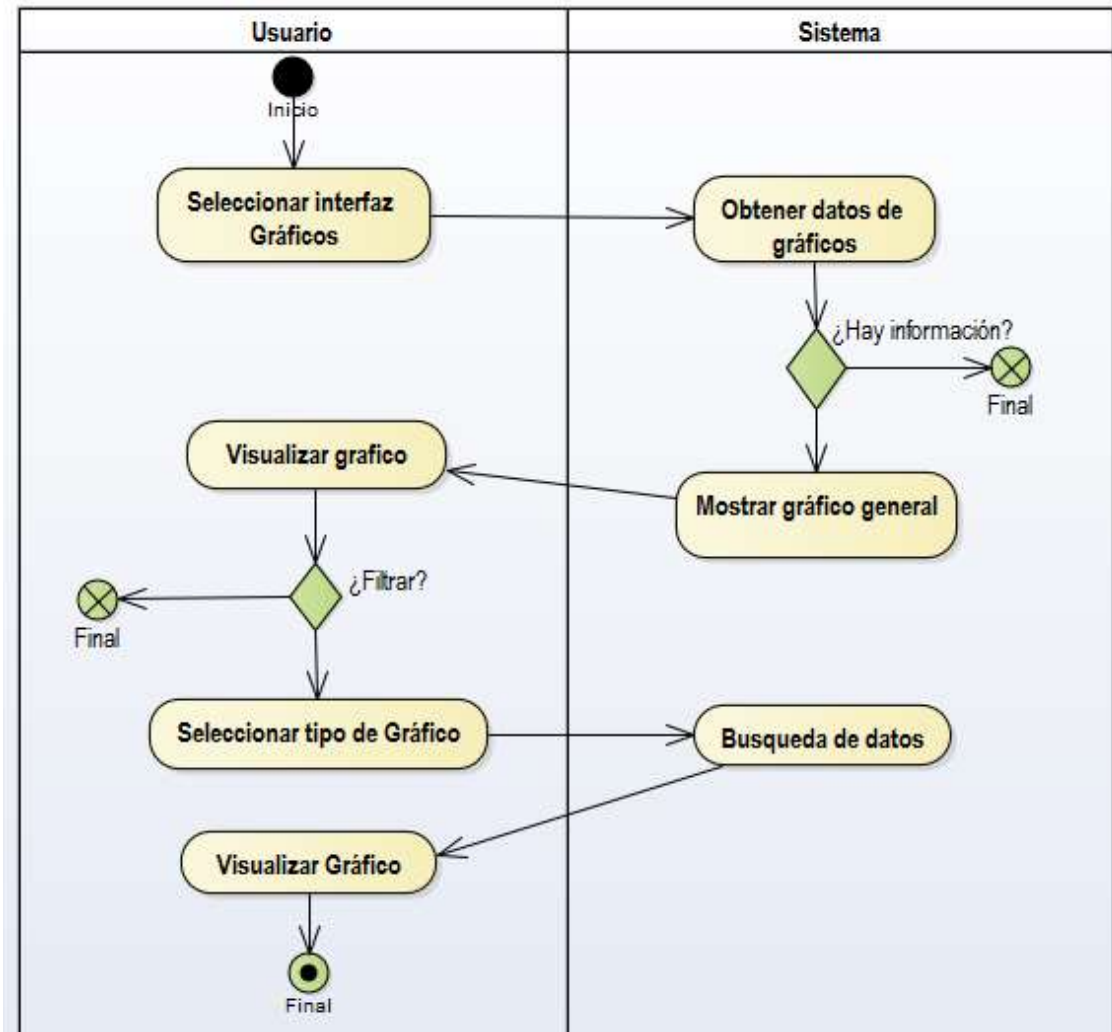 Usuario
Sistema
Inicio
Seleccionar interfaz
Gráficos
Obtener datos de
gráficos
¿Hay información?
Final
Visualizar grafico
Mostrar gráfico general
¿Filtrar?
Final
Seleccionar tipo de Gráfico
Busqueda de datos
Visualizar Gráfico
Final